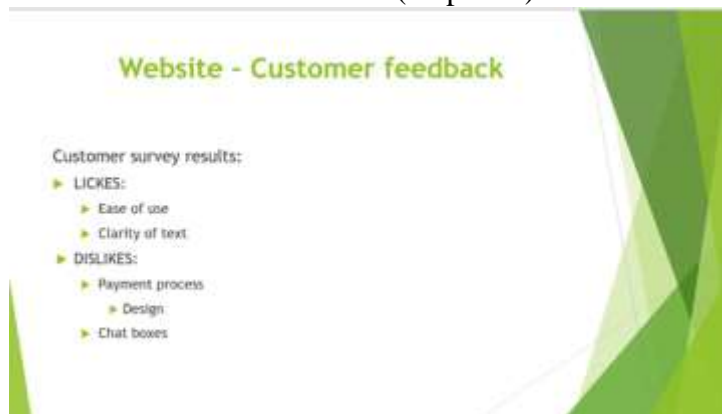 Website - Customer feedback
Customer survey results:
LICKES:
Ease of use
Clarity of text
DISLIKES:
Payment process
Design
Chat boxes